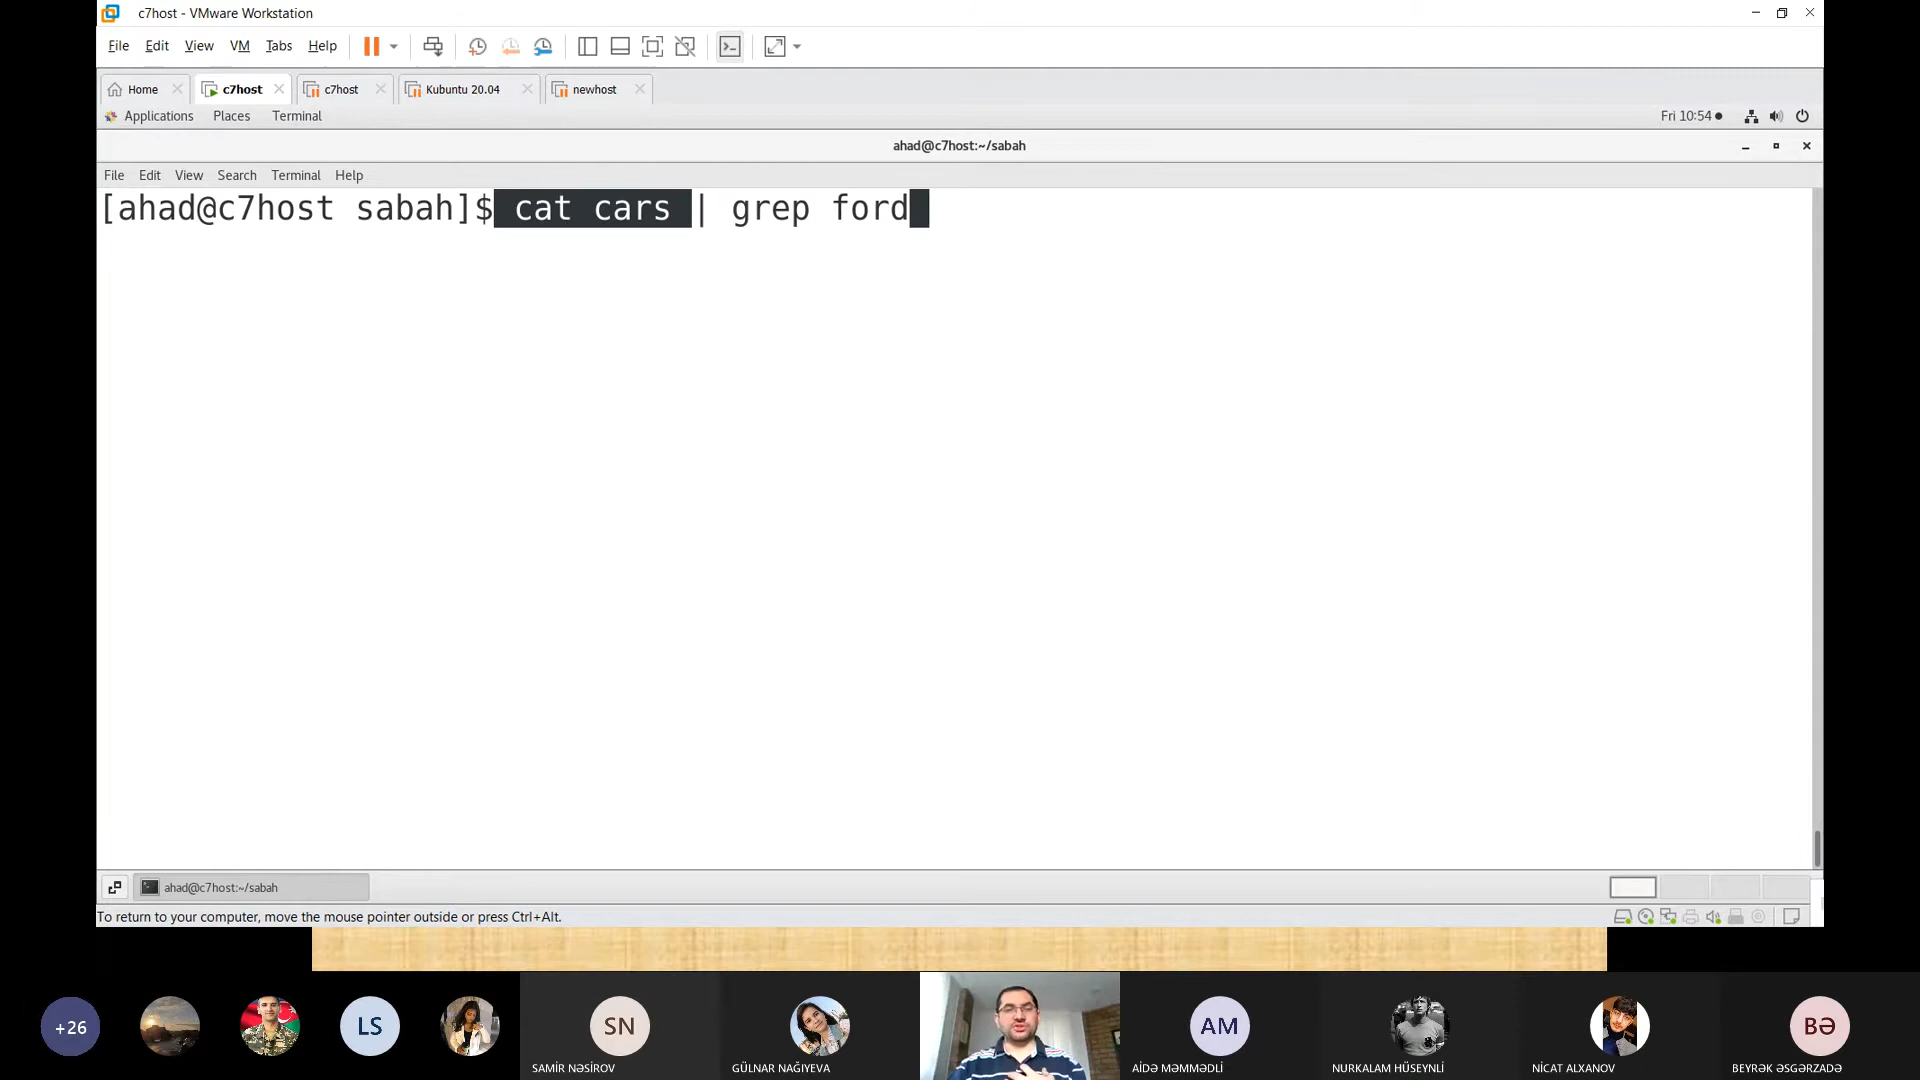 c7host - VMware Workstation
File Edit View VM Tabs Help
Home c7host c7host Kubuntu 20.04 newhost
Applications Places Terminal Fri 10:54
ahad@c7host:~/sabah
File Edit View Search Terminal Help
[ahad@c7host sabah]$ cat cars | grep ford
ahad@c7host:~/sabah
To return to your computer, move the mouse pointer outside or press Ctrl+Alt.
+26 LS SN AM BƏ
SAMİR NƏSİROV GÜLNAR NAĞIYEVA AİDƏ MƏMMƏDLİ NURKALAM HÜSEYNLİ NİCAT ALXANOV BEYRƏK ƏSGƏRZADƏ